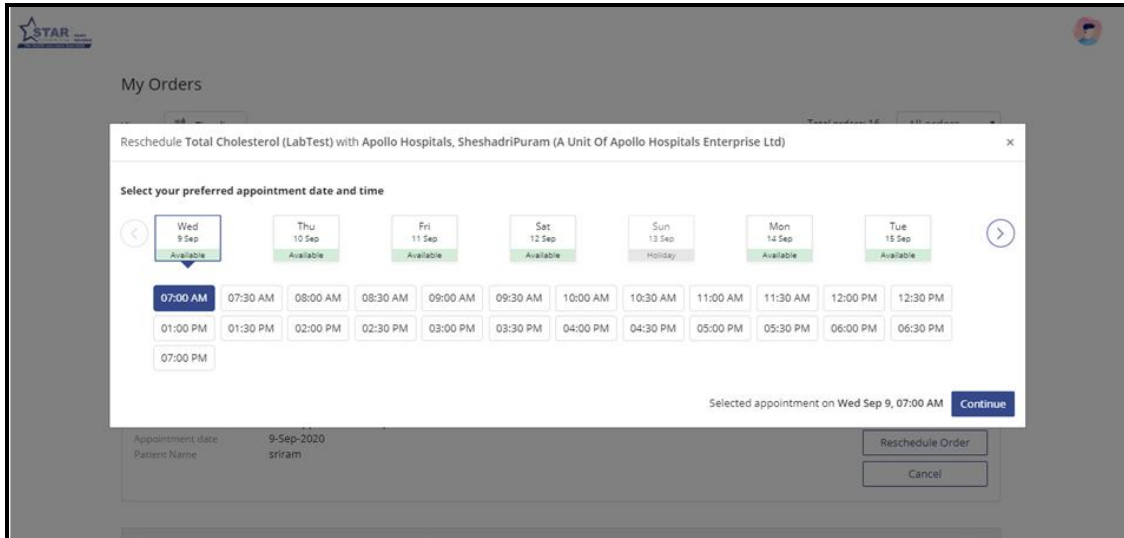 STAR
My Orders
Total orders: 16 All orders
Reschedule Total Cholesterol (LabTest) with Apollo Hospitals, SheshadriPuram (A Unit Of Apollo Hospitals Enterprise Ltd) ×
Select your preferred appointment date and time
Wed Thu Fri Sat Sun Mon Tue
9 Sep 10 Sep 11 Sep 12 Sep 13 Sep 14 Sep 15 Sep
Available Available Available Available Holiday Available Available
07:00 AM 07:30 AM 08:00 AM 08:30 AM 09:00 AM 09:30 AM 10:00 AM 10:30 AM 11:00 AM 11:30 AM 12:00 PM 12:30 PM
01:00 PM 01:30 PM 02:00 PM 02:30 PM 03:00 PM 03:30 PM 04:00 PM 04:30 PM 05:00 PM 05:30 PM 06:00 PM 06:30 PM
07:00 PM
Selected appointment on Wed Sep 9, 07:00 AM Continue
Appointment date 9-Sep-2020 Reschedule Order
Patient Name sriram
Cancel